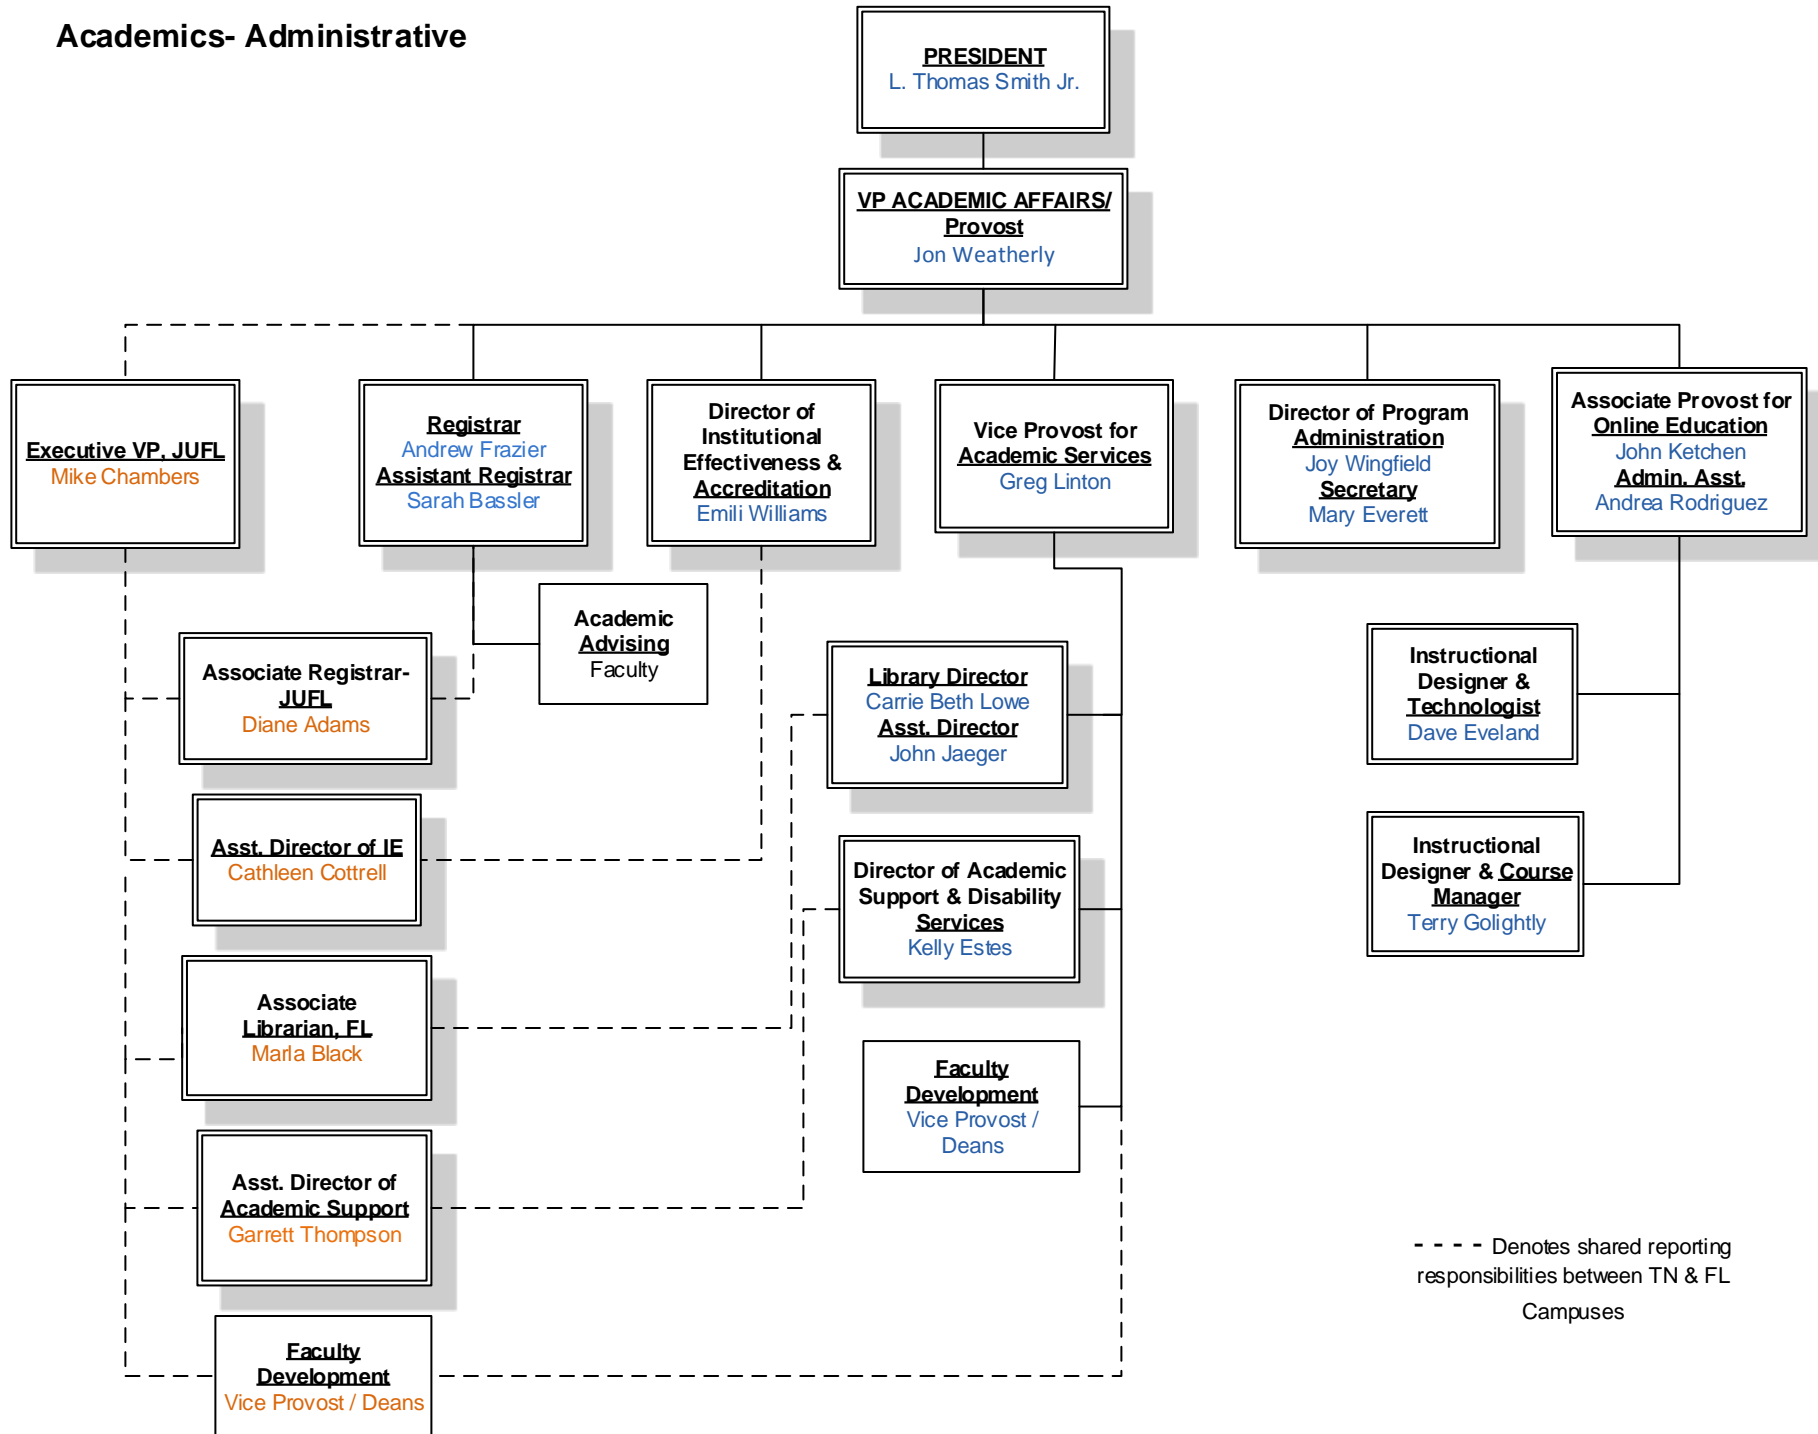 Academics- Administrative
PRESIDENT
L. Thomas Smith Jr.
VP ACADEMIC AFFAIRS/
Provost
Jon Weatherly
Executive VP, JUFL
Mike Chambers
Registrar
Andrew Frazier
Assistant Registrar
Sarah Bassler
Director of
Institutional
Effectiveness &
Accreditation
Emili Williams
Vice Provost for
Academic Services
Greg Linton
Director of Program
Administration
Joy Wingfield
Secretary
Mary Everett
Associate Provost for
Online Education
John Ketchen
Admin. Asst.
Andrea Rodriguez
Academic
Advising
Faculty
Associate Registrar-
JUFL
Diane Adams
Library Director
Carrie Beth Lowe
Asst. Director
John Jaeger
Instructional
Designer &
Technologist
Dave Eveland
Asst. Director of IE
Cathleen Cottrell
Director of Academic
Support & Disability
Services
Kelly Estes
Instructional
Designer & Course
Manager
Terry Golightly
Associate
Librarian, FL
Marla Black
Faculty
Development
Vice Provost /
Deans
Asst. Director of
Academic Support
Garrett Thompson
Faculty
Development
Vice Provost / Deans
- - - - Denotes shared reporting
responsibilities between TN & FL
Campuses